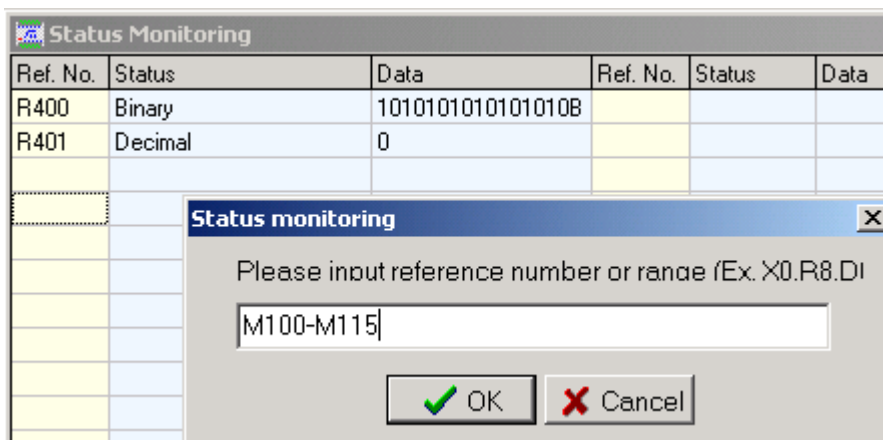 Status Monitoring
Ref. No. Status Data Ref. No. Status Data
R400 Binary 1010101010101010B
R401 Decimal 0
Status monitoring
Please input reference number or range (Ex. X0.R8.D
M100-M115
OK Cancel